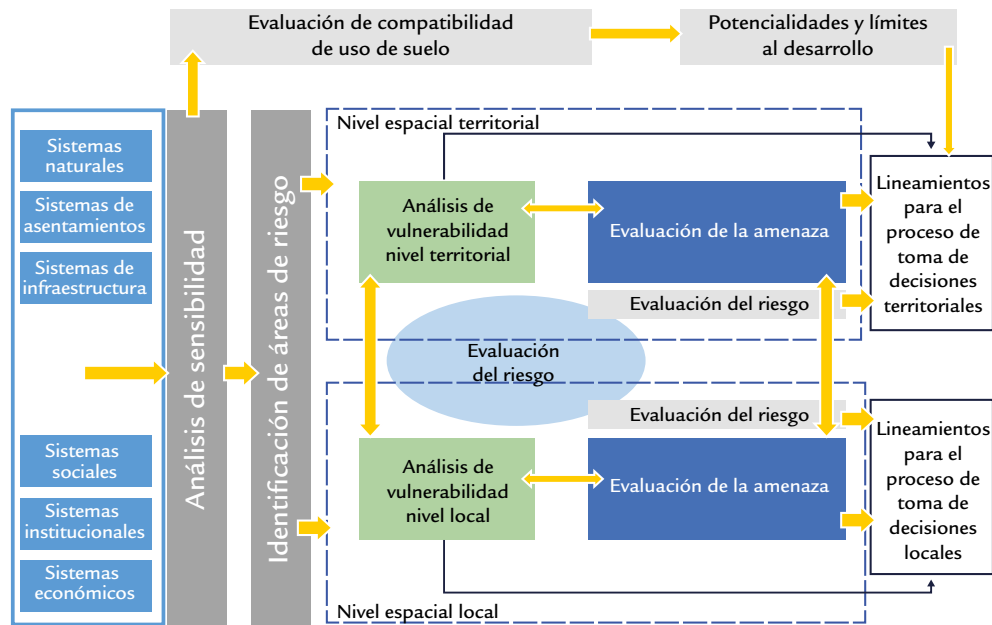 Evaluación de compatibilidad
de uso de suelo
Potencialidades y límites
al desarrollo
Sistemas
naturales
Sistemas de
asentamientos
Sistemas de
infraestructura
Sistemas
sociales
Sistemas
institucionales
Sistemas
económicos
Análisis de sensibilidad
Identificación de áreas de riesgo
Nivel espacial territorial
Análisis de
vulnerabilidad
nivel territorial
Evaluación de la amenaza
Evaluación del riesgo
Lineamientos
para el
proceso de
toma de
decisiones
territoriales
Evaluación
del riesgo
Evaluación del riesgo
Análisis de
vulnerabilidad
nivel local
Evaluación de la amenaza
Lineamientos
para el
proceso de
toma de
decisiones
locales
Nivel espacial local